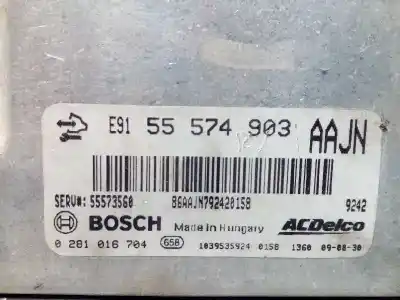 E91 55 574 903 AAJN
SERV#: 55573560 86AAJN792420158 9242
BOSCH Made in Hungary ACDelco
0 281 016 704 658 1039S35924 0158 1360 09-08-30